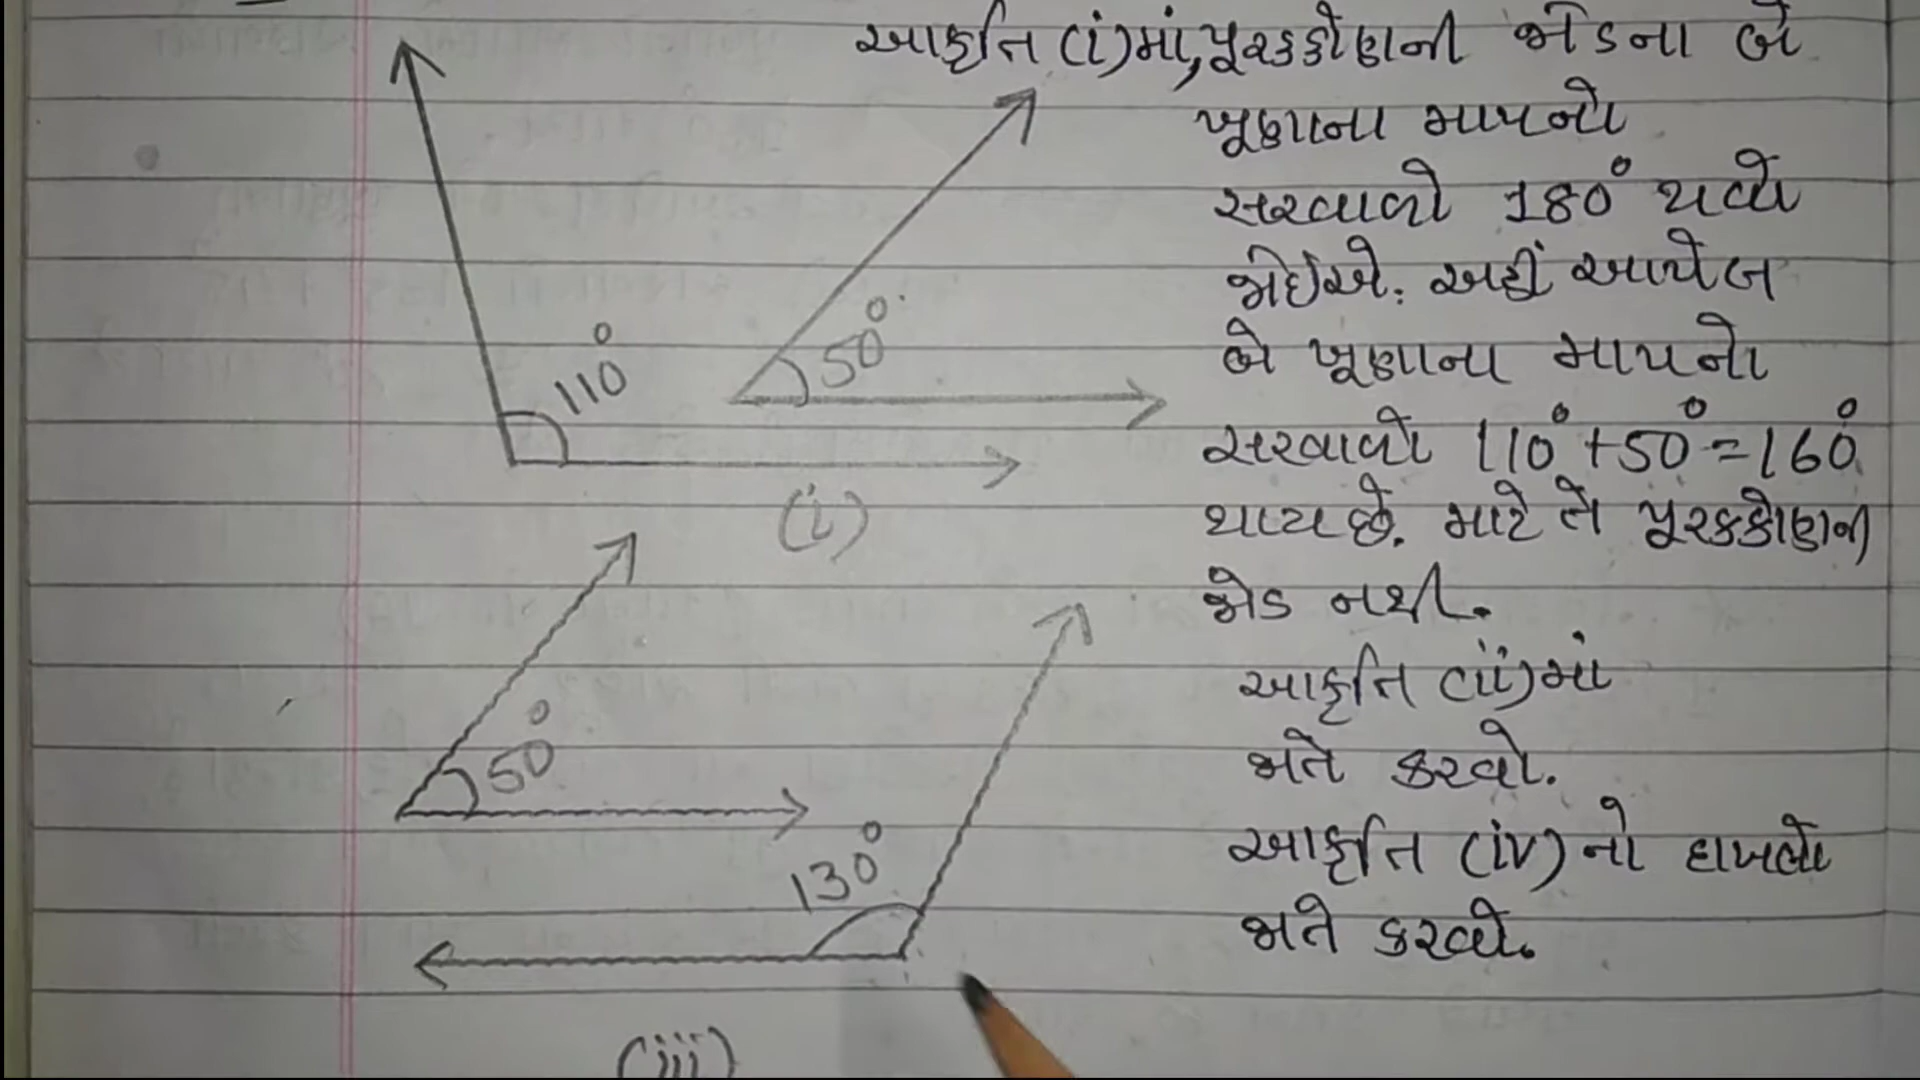 આકૃતિ (i)માં, પૂરકકોણની જોડના બે
ખૂણાના માપનો
સરવાળો 180° થવો
જોઈએ. અહીં આપેલ
બે ખૂણાના માપનો
સરવાળો 110°+50°=160°
થાય છે. માટે તે પૂરકકોણની
જોડ નથી.
આકૃતિ (ii)માં
જાતે કરવો.
આકૃતિ (iv)નો દાખલો
જાતે કરવો.
110°
50°
(i)
50°
130°
(iii)